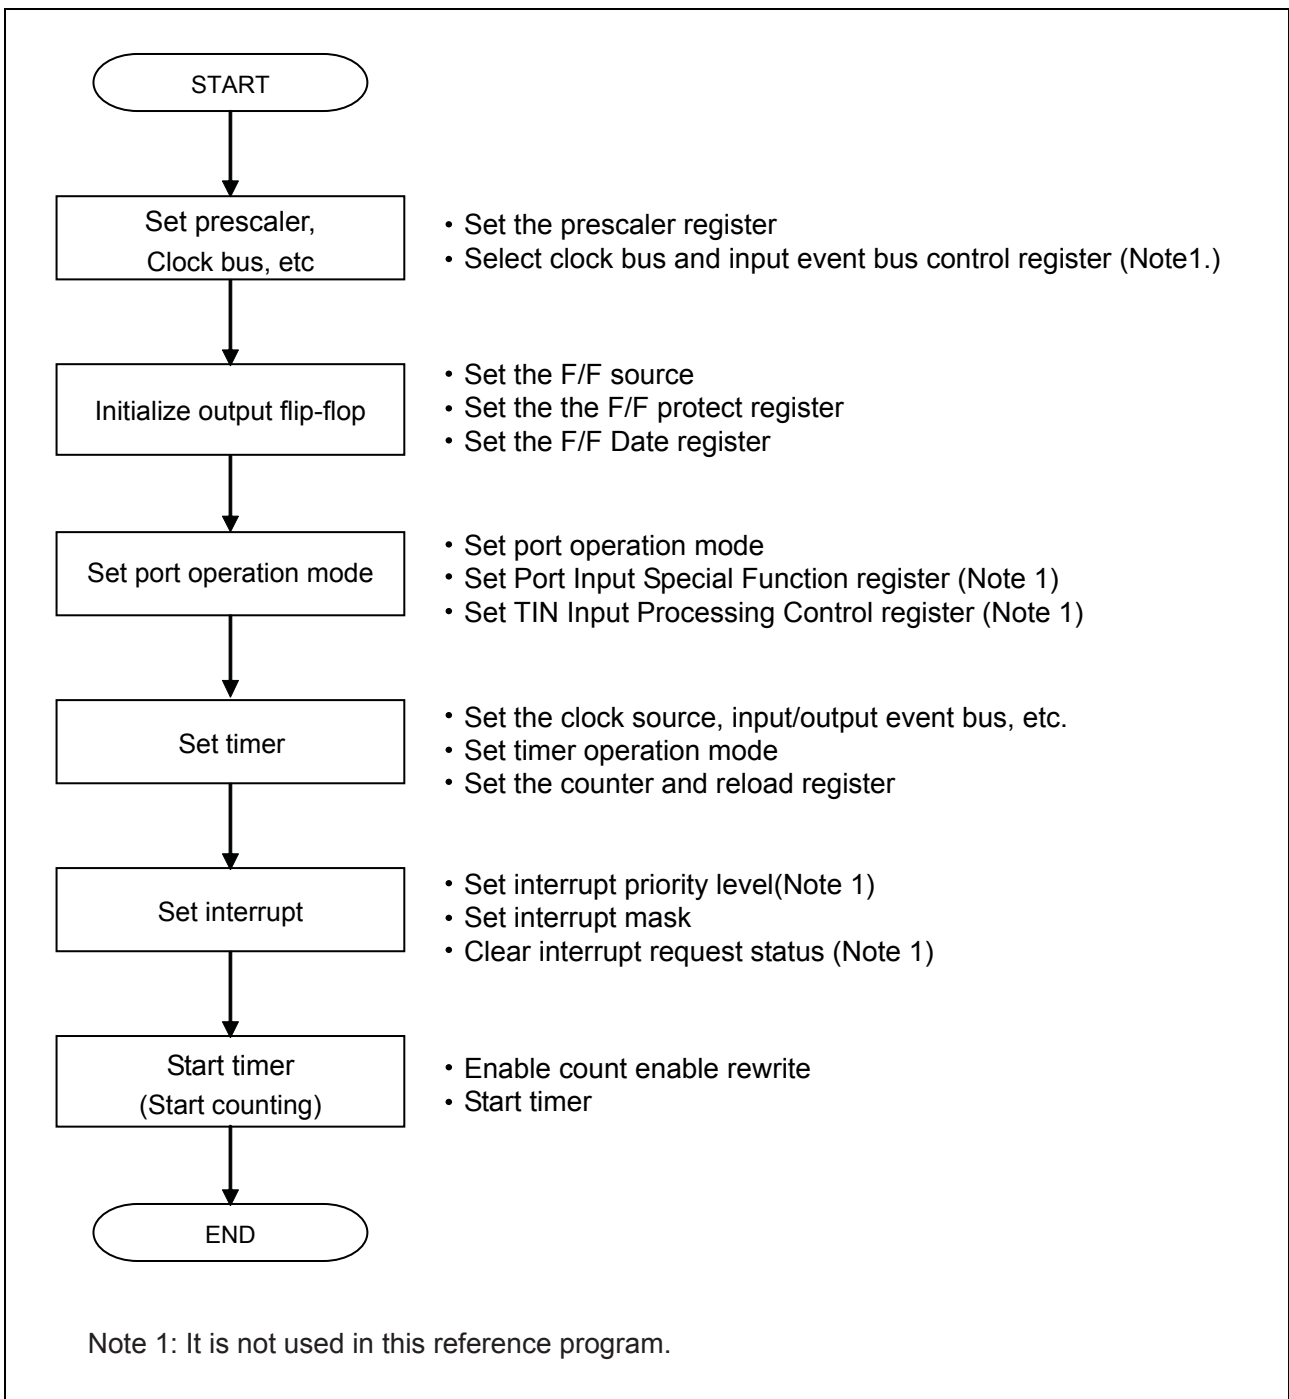 START
Set prescaler,
Clock bus, etc
・Set the prescaler register
・Select clock bus and input event bus control register (Note1.)
Initialize output flip-flop
・Set the F/F source
・Set the the F/F protect register
・Set the F/F Date register
Set port operation mode
・Set port operation mode
・Set Port Input Special Function register (Note 1)
・Set TIN Input Processing Control register (Note 1)
Set timer
・Set the clock source, input/output event bus, etc.
・Set timer operation mode
・Set the counter and reload register
Set interrupt
・Set interrupt priority level(Note 1)
・Set interrupt mask
・Clear interrupt request status (Note 1)
Start timer
(Start counting)
・Enable count enable rewrite
・Start timer
END
Note 1: It is not used in this reference program.